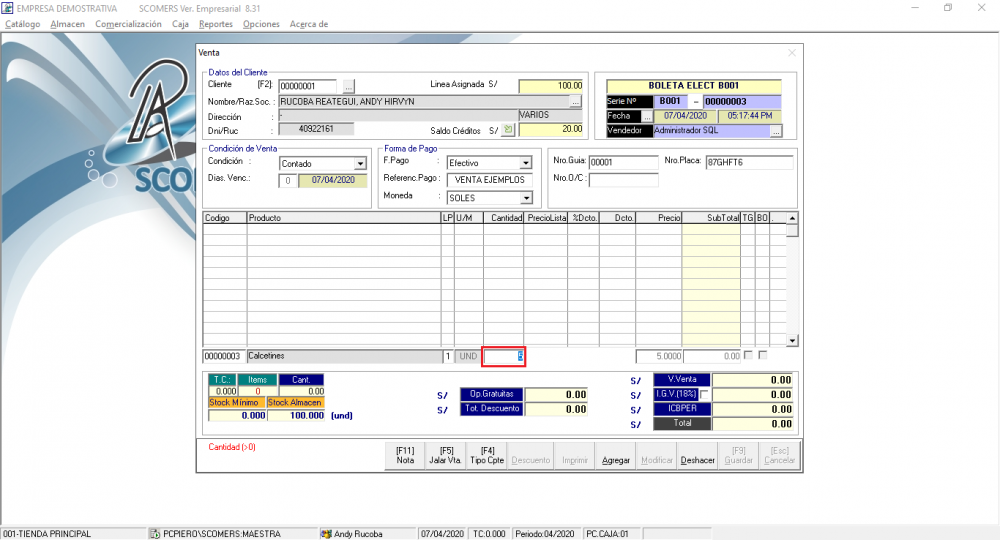 EMPRESA DEMOSTRATIVA SCOMERS Ver. Empresarial 8.31
Catálogo Almacen Comercialización Caja Reportes Opciones Acerca de
Venta
Datos del Cliente
Cliente [F2]: 00000001 ... Linea Asignada S/ 100.00
Nombre/Raz.Soc. : RUCOBA REATEGUI, ANDY HIRVYN ...
Dirección : - VARIOS
Dni/Ruc : 40922161 Saldo Créditos S/ 20.00
BOLETA ELECT B001
Serie Nº B001 - 00000003
Fecha ... 07/04/2020 05:17:44 PM
Vendedor Administrador SQL ...
Condición de Venta
Condición : Contado
Dias. Venc.: 0 07/04/2020
Forma de Pago
F.Pago : Efectivo
Referenc.Pago : VENTA EJEMPLOS
Moneda : SOLES
Nro.Guia: 00001 Nro.Placa: 87GHFT6
Nro.O/C :
SCO
Codigo Producto LP U/M Cantidad PrecioLista %Dcto. Dcto. Precio SubTotal TG BO .
00000003 Calcetines 1 UND 5 5.0000 0.00
T.C.: Items Cant.
0.000 0 0.00
Stock Mínimo Stock Almacen
0.000 100.000 (und)
S/ Op.Gratuitas 0.00
S/ Tot. Descuento 0.00
S/ V.Venta 0.00
S/ I.G.V.(18%) 0.00
S/ ICBPER 0.00
S/ Total 0.00
Cantidad (>0)
[F11] Nota
[F5] Jalar Vta.
[F4] Tipo Cpte
Descuento
Imprimir
Agregar
Modificar
Deshacer
[F9] Guardar
[Esc] Cancelar
001-TIENDA PRINCIPAL PCPIERO\SCOMERS:MAESTRA Andy Rucoba 07/04/2020 TC:0.000 Periodo:04/2020 PC.CAJA:01